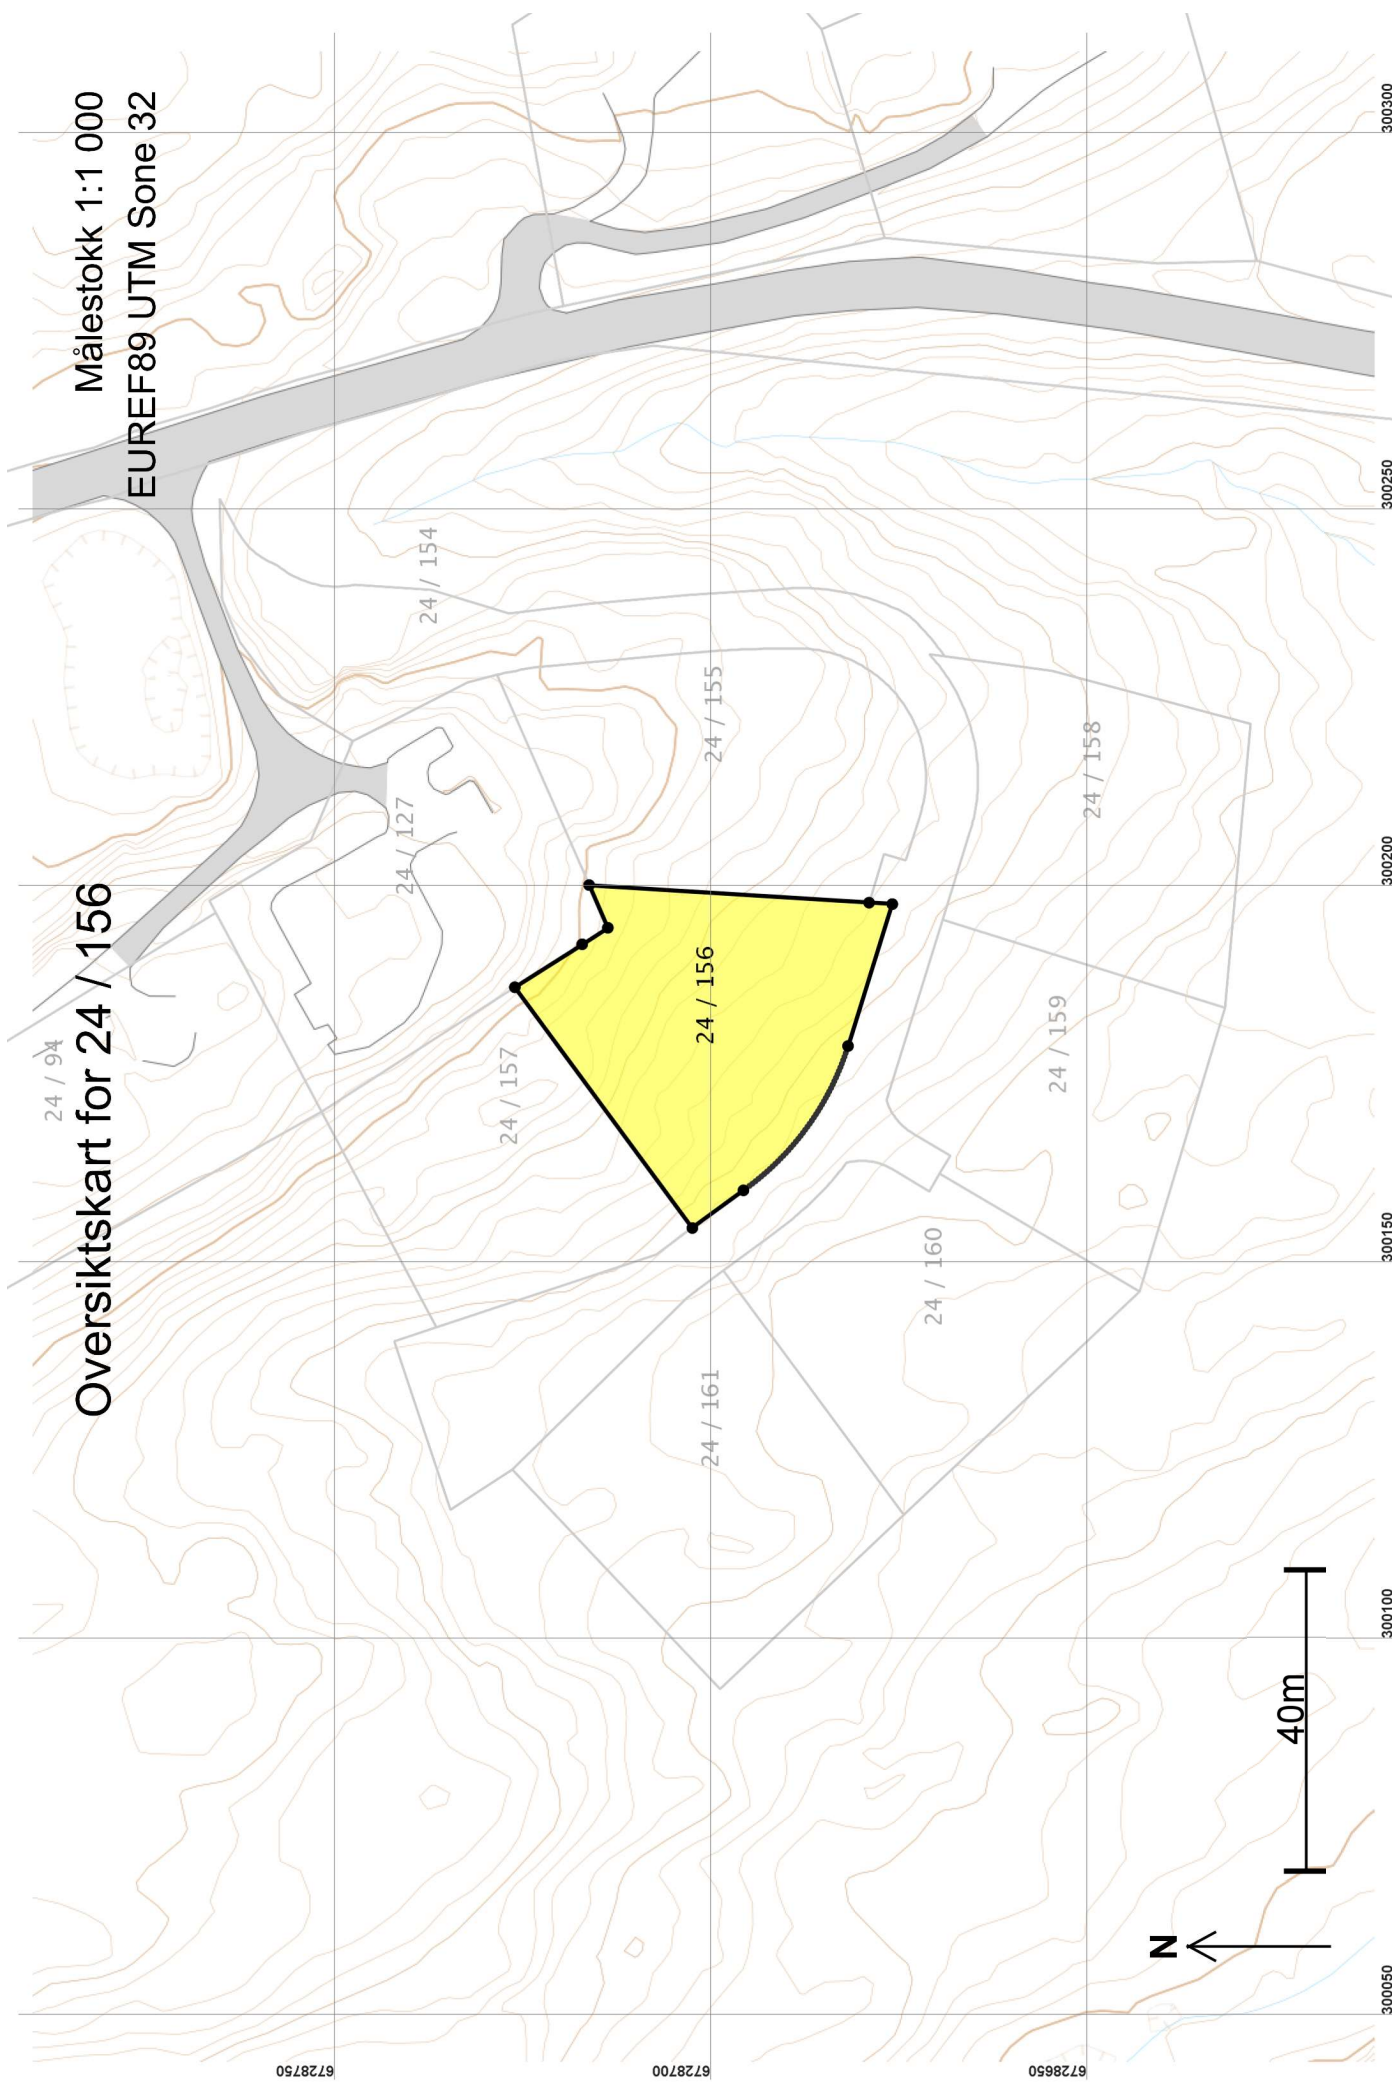 Oversiktskart for 24 / 156
Målestokk 1:1 000
EUREF89 UTM Sone 32
24 / 94
24 / 127
24 / 154
24 / 157
24 / 156
24 / 155
24 / 161
24 / 160
24 / 159
24 / 158
6728750
6728700
6728650
N
40m
300050
300100
300150
300200
300250
300300